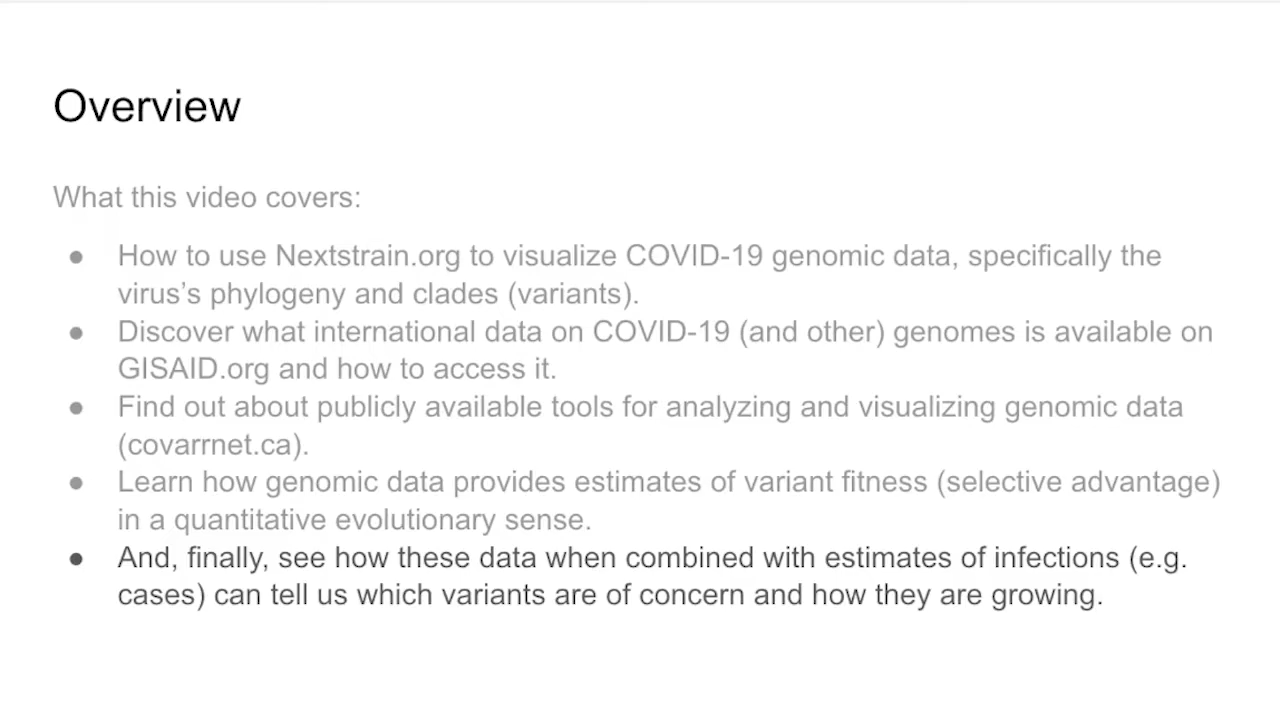 Overview
What this video covers:
● How to use Nextstrain.org to visualize COVID-19 genomic data, specifically the
virus’s phylogeny and clades (variants).
● Discover what international data on COVID-19 (and other) genomes is available on
GISAID.org and how to access it.
● Find out about publicly available tools for analyzing and visualizing genomic data
(covarrnet.ca).
● Learn how genomic data provides estimates of variant fitness (selective advantage)
in a quantitative evolutionary sense.
● And, finally, see how these data when combined with estimates of infections (e.g.
cases) can tell us which variants are of concern and how they are growing.